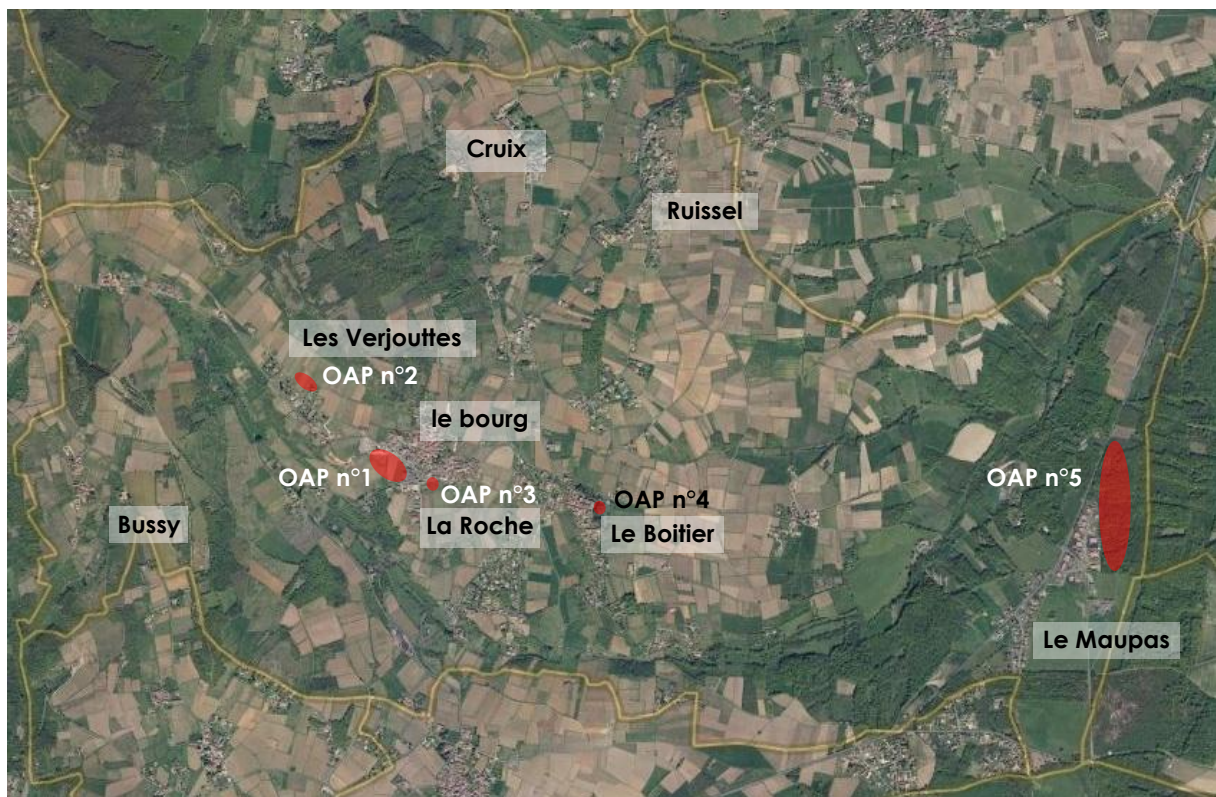 Cruix
Ruissel
Les Verjouttes
OAP n°2
le bourg
OAP n°1
OAP n°3
La Roche
OAP n°4
Le Boitier
OAP n°5
Bussy
Le Maupas